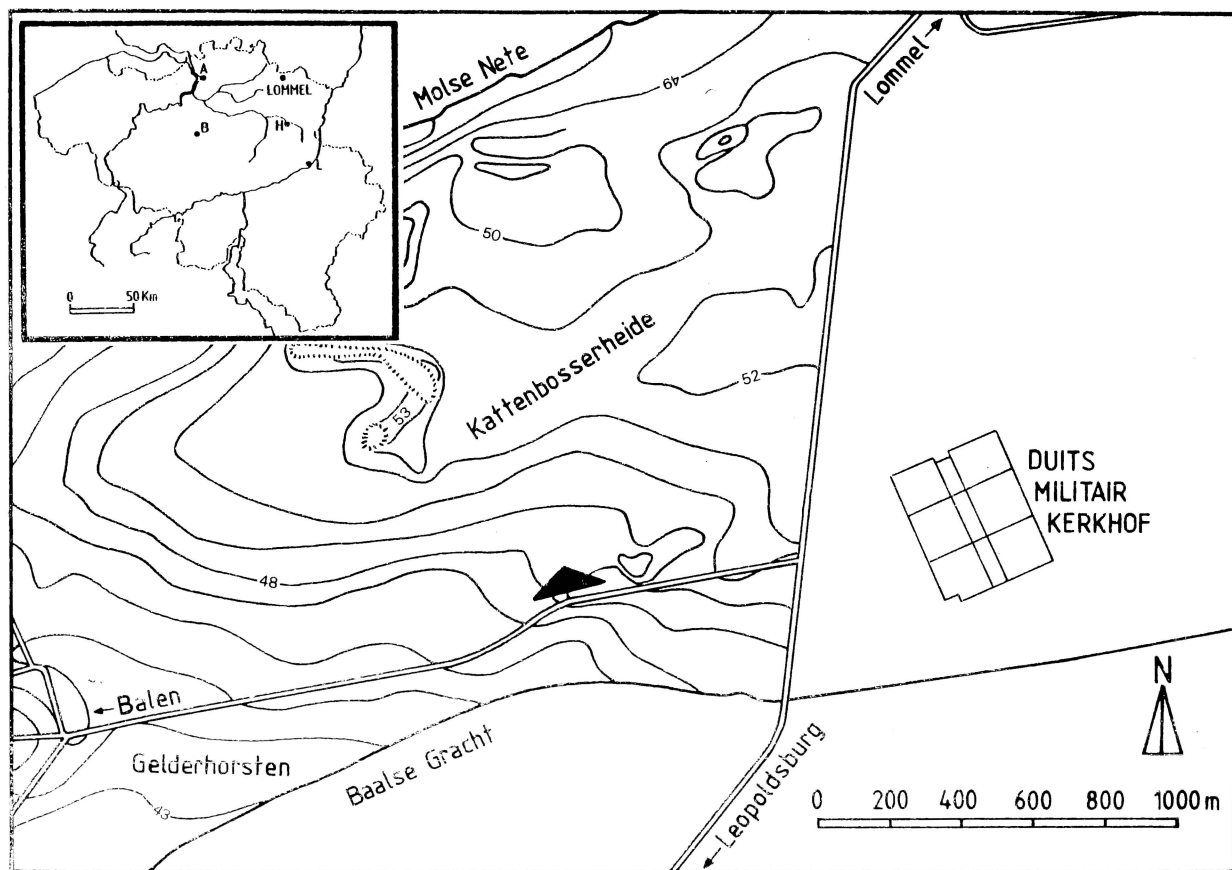 A
LOMMEL
B
H
L
0 50 Km
Molse Nete
Lommel
49
50
Kattenbosserheide
52
53
DUITS
MILITAIR
KERKHOF
48
Balen
Gelderhorsten
Baalse Gracht
43
Leopoldsburg
N
0 200 400 600 800 1000 m